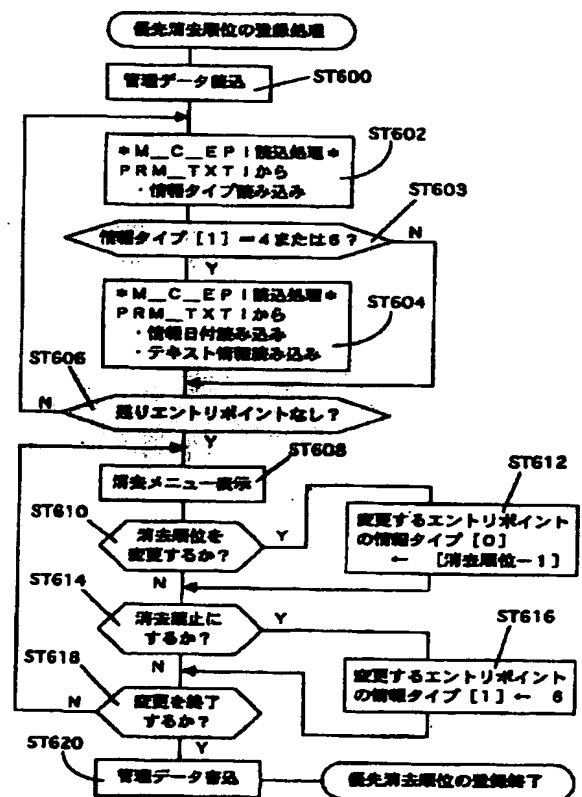 優先消去順位の登録処理
管理データ読込
ST600
*M__C__EPI読込処理*
PRM__TXTIから
・情報タイプ読み込み
ST602
情報タイプ[1]=4または6?
ST603
N
Y
*M__C__EPI読込処理*
PRM__TXTIから
・情報日付読み込み
・テキスト情報読み込み
ST604
ST606
残りエントリポイントなし?
N
Y
消去メニュー表示
ST608
ST610
消去順位を
変更するか?
Y
N
ST612
変更するエントリポイント
の情報タイプ[0]
← [消去順位-1]
ST614
消去禁止に
するか?
Y
N
ST616
変更するエントリポイント
の情報タイプ[1]← 6
ST618
変更を終了
するか?
N
Y
ST620
管理データ書込
優先消去順位の登録終了